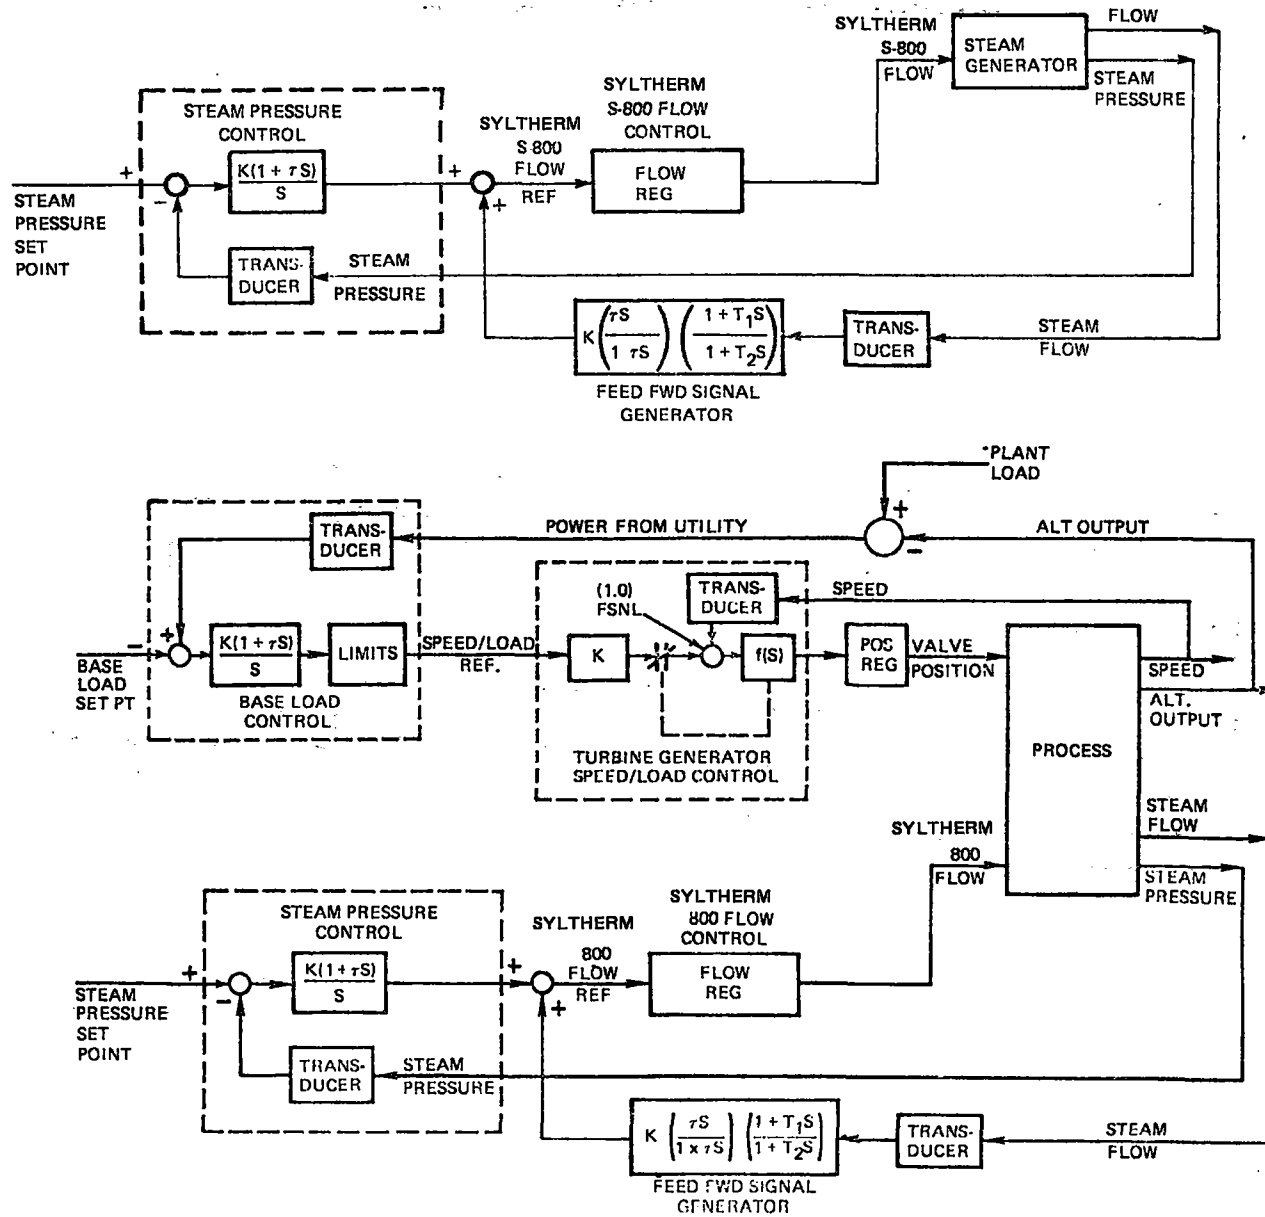 FLOW
SYLTHERM
S-800
FLOW
STEAM
GENERATOR
STEAM
PRESSURE
STEAM PRESSURE
CONTROL
SYLTHERM
S-800
FLOW
REF
SYLTHERM
S-800 FLOW
CONTROL
+
K(1 + τS)
S
+
FLOW
REG
−
+
STEAM
PRESSURE
SET
POINT
TRANS-
DUCER
STEAM
PRESSURE
K (τS / 1 τS) (1 + T₁S / 1 + T₂S)
TRANS-
DUCER
STEAM
FLOW
FEED FWD SIGNAL
GENERATOR
PLANT
LOAD
+
−
TRANS-
DUCER
POWER FROM UTILITY
ALT OUTPUT
(1.0)
FSNL
TRANS-
DUCER
SPEED
−
+
BASE
LOAD
SET PT
K(1 + τS)
S
LIMITS
SPEED/LOAD
REF.
K
f(S)
POS
REG
VALVE
POSITION
BASE LOAD
CONTROL
TURBINE GENERATOR
SPEED/LOAD CONTROL
PROCESS
SPEED
ALT.
OUTPUT
STEAM
FLOW
STEAM
PRESSURE
SYLTHERM
800
FLOW
STEAM PRESSURE
CONTROL
SYLTHERM
800
FLOW
REF
SYLTHERM
800 FLOW
CONTROL
+
K(1 + τS)
S
+
FLOW
REG
−
+
STEAM
PRESSURE
SET
POINT
TRANS-
DUCER
STEAM
PRESSURE
K (τS / 1 x τS) (1 + T₁S / 1 + T₂S)
TRANS-
DUCER
STEAM
FLOW
FEED FWD SIGNAL
GENERATOR